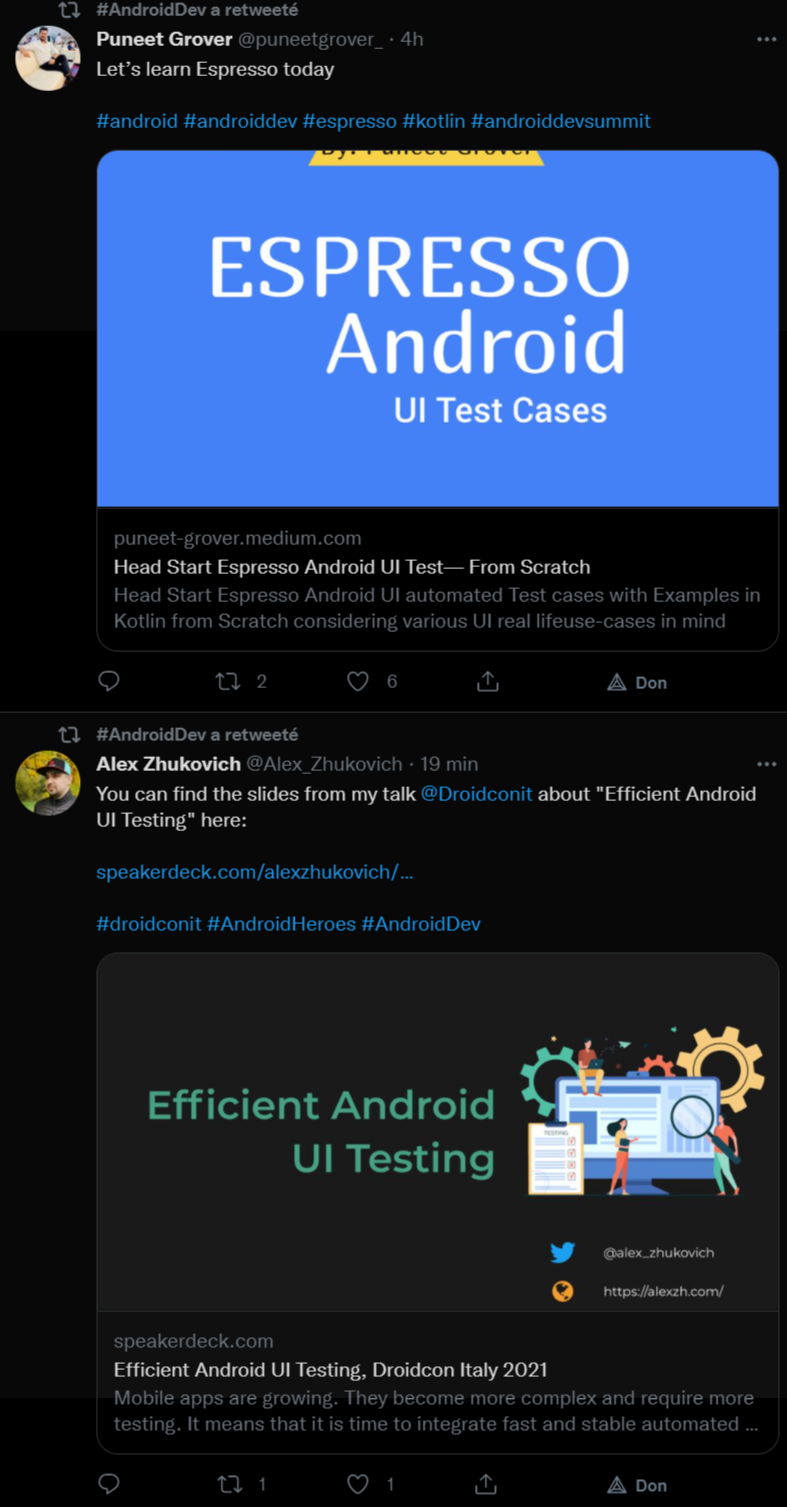 #AndroidDev a retweeté
Puneet Grover @puneetgrover_ · 4h
Let’s learn Espresso today
#android #androiddev #espresso #kotlin #androiddevsummit
By: Puneet Grover
ESPRESSO
Android
UI Test Cases
puneet-grover.medium.com
Head Start Espresso Android UI Test— From Scratch
Head Start Espresso Android UI automated Test cases with Examples in
Kotlin from Scratch considering various UI real lifeuse-cases in mind
2 6 Don
#AndroidDev a retweeté
Alex Zhukovich @Alex_Zhukovich · 19 min
You can find the slides from my talk @Droidconit about "Efficient Android
UI Testing" here:
speakerdeck.com/alexzhukovich/...
#droidconit #AndroidHeroes #AndroidDev
Efficient Android
UI Testing
TESTING
@alex_zhukovich
https://alexzh.com/
speakerdeck.com
Efficient Android UI Testing, Droidcon Italy 2021
Mobile apps are growing. They become more complex and require more
testing. It means that it is time to integrate fast and stable automated ...
1 1 Don